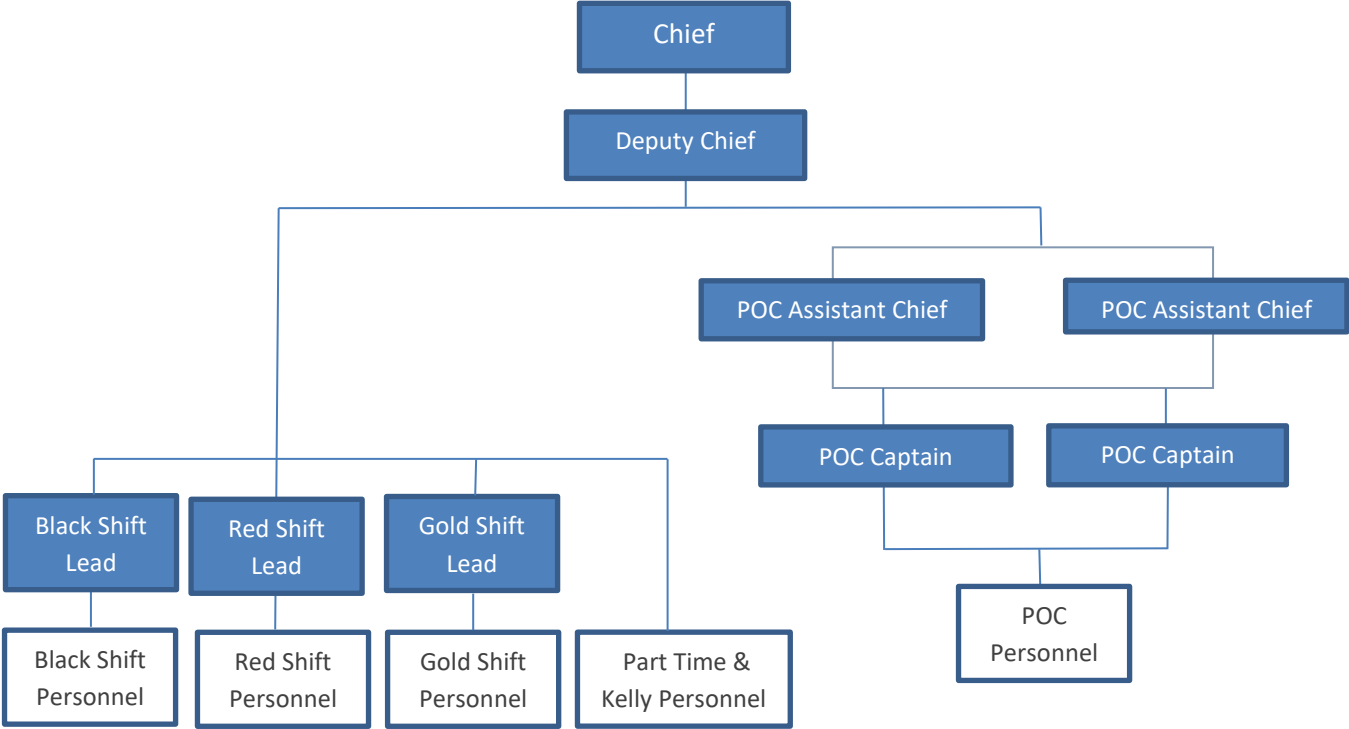 Chief
Deputy Chief
POC Assistant Chief
POC Assistant Chief
POC Captain
POC Captain
Black Shift
Lead
Red Shift
Lead
Gold Shift
Lead
POC
Personnel
Black Shift
Personnel
Red Shift
Personnel
Gold Shift
Personnel
Part Time &
Kelly Personnel